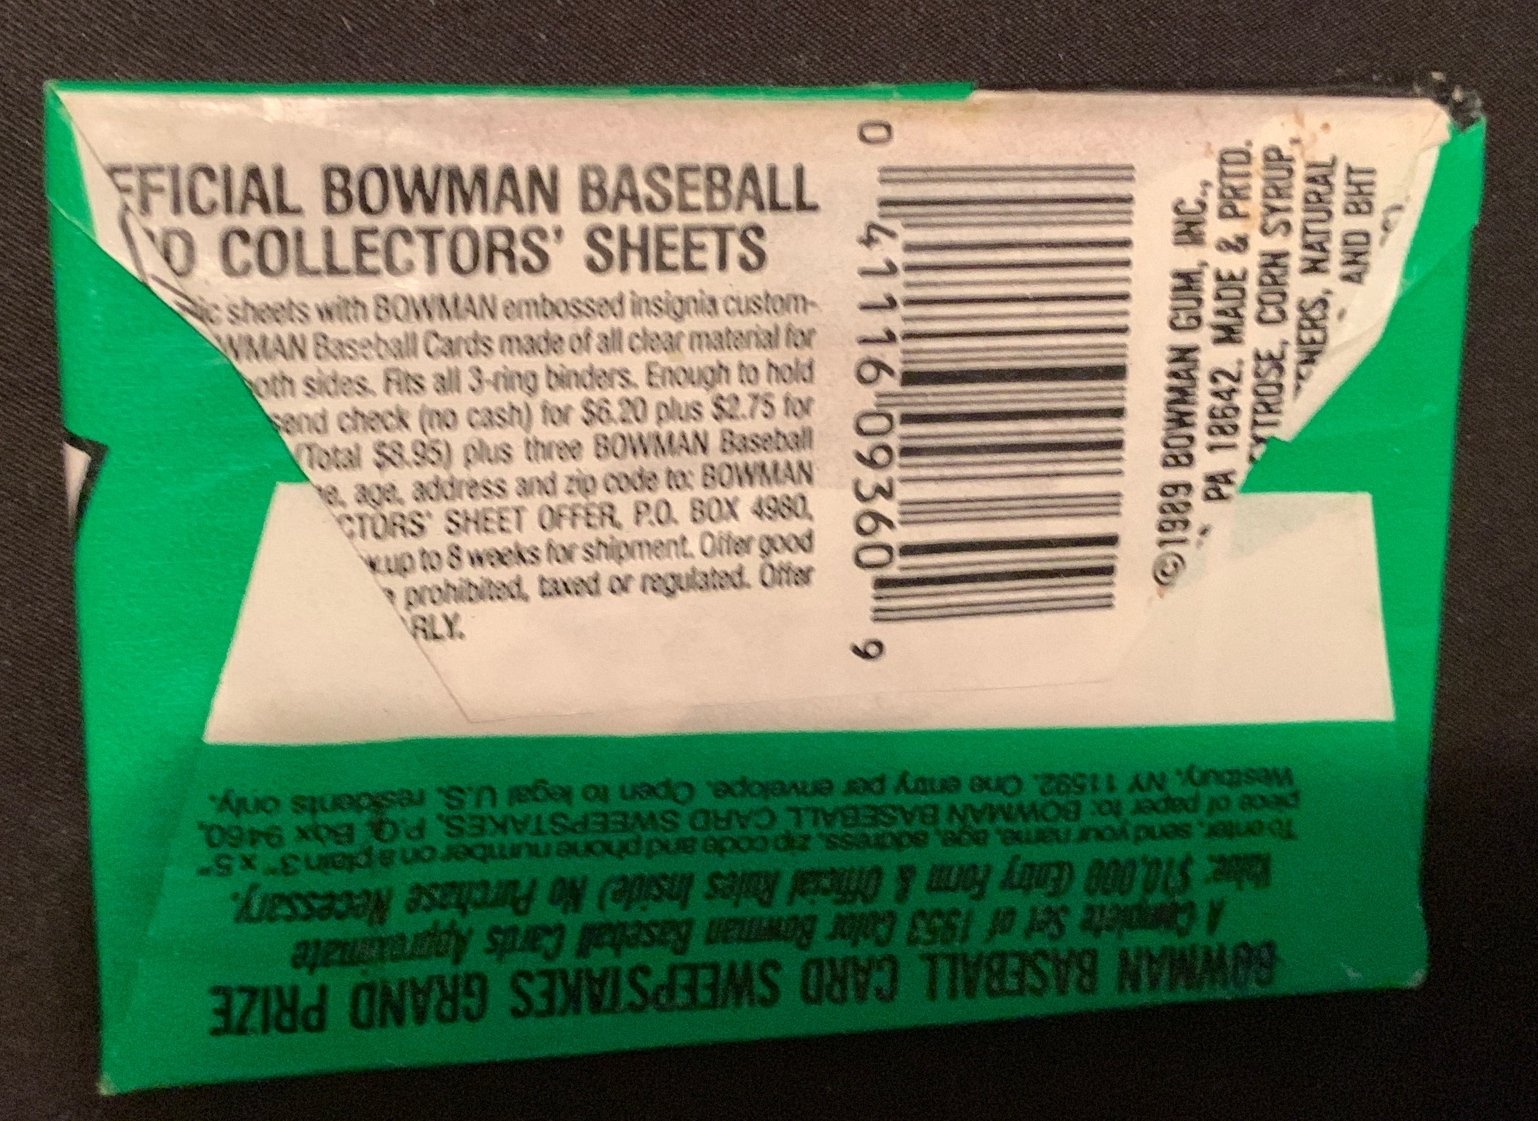 FFICIAL BOWMAN BASEBALL
D COLLECTORS' SHEETS
ic sheets with BOWMAN embossed insignia custom-
WMAN Baseball Cards made of all clear material for
oth sides. Fits all 3-ring binders. Enough to hold
send check (no cash) for $6.20 plus $2.75 for
(Total $8.95) plus three BOWMAN Baseball
e, age, address and zip code to: BOWMAN
CTORS' SHEET OFFER, P.O. BOX 4980,
up to 8 weeks for shipment. Offer good
prohibited, taxed or regulated. Offer
RLY.
0 41116 09360 9
©1989 BOWMAN GUM, INC.,
PA 18642. MADE & PRTD.
EXTROSE, CORN SYRUP,
ENERS, NATURAL
AND BHT
BOWMAN BASEBALL CARD SWEEPSTAKES GRAND PRIZE
A Complete Set of 1953 Color Bowman Baseball Cards Approximate
Value: $10,000 (Entry Form & Official Rules Inside) No Purchase Necessary.
To enter, send your name, age, address, zip code and phone number on a plain 3" x 5"
piece of paper to: BOWMAN BASEBALL CARD SWEEPSTAKES, P.O. Box 9460,
Westbury, NY 11592. One entry per envelope. Open to legal U.S. residents only.